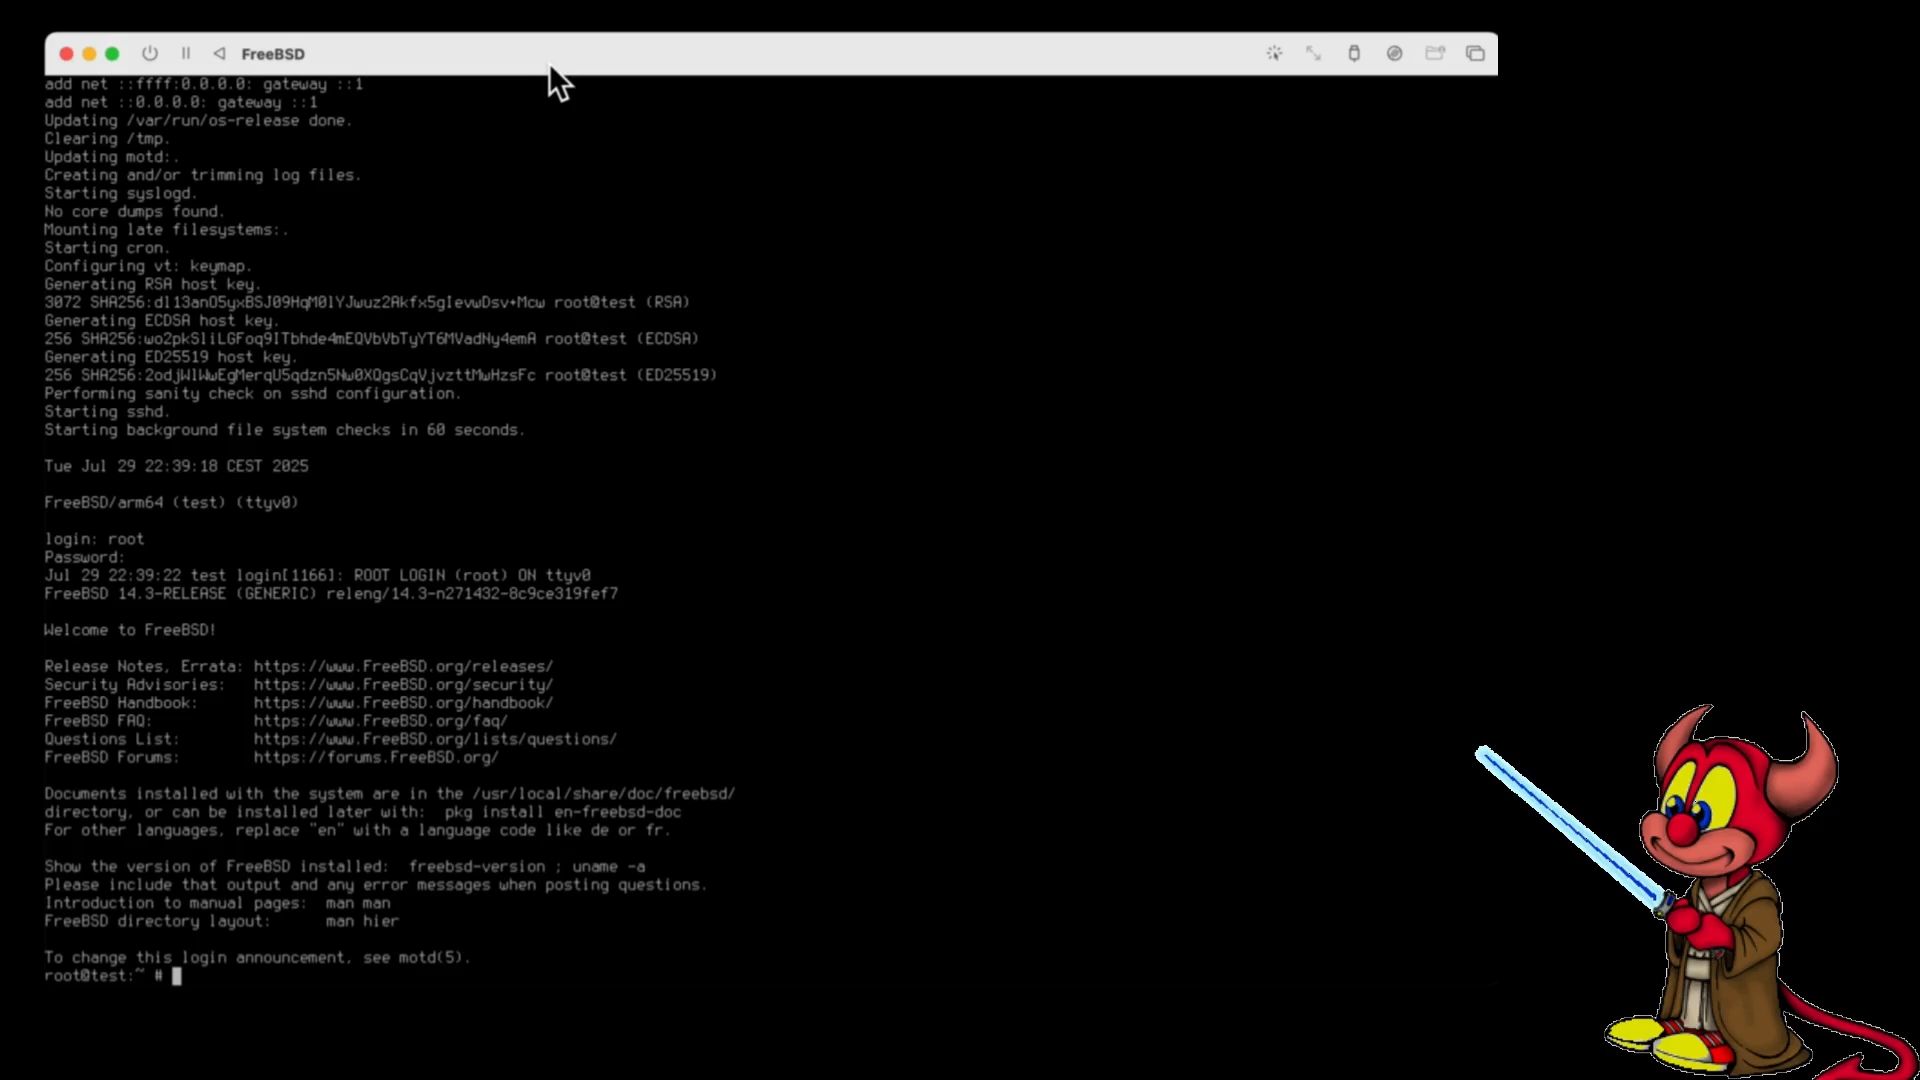 FreeBSD
add net ::ffff:0.0.0.0: gateway ::1
add net ::0.0.0.0: gateway ::1
Updating /var/run/os-release done.
Clearing /tmp.
Updating motd:.
Creating and/or trimming log files.
Starting syslogd.
No core dumps found.
Mounting late filesystems:.
Starting cron.
Configuring vt: keymap.
Generating RSA host key.
3072 root@test (RSA)
Generating ECDSA host key.
256 root@test (ECDSA)
Generating ED25519 host key.
256 root@test (ED25519)
Performing sanity check on sshd configuration.
Starting sshd.
Starting background file system checks in 60 seconds.
Tue Jul 29 22:39:18 CEST 2025
FreeBSD/arm64 (test) (ttyv0)
login: root
Password:
Jul 29 22:39:22 test login[1166]: ROOT LOGIN (root) ON ttyv0
FreeBSD 14.3-RELEASE (GENERIC) releng/14.3-n271432-8c9ce319fef7
Welcome to FreeBSD!
Release Notes, Errata: https://www.FreeBSD.org/releases/
Security Advisories: https://www.FreeBSD.org/security/
FreeBSD Handbook: https://www.FreeBSD.org/handbook/
FreeBSD FAQ: https://www.FreeBSD.org/faq/
Questions List: https://www.FreeBSD.org/lists/questions/
FreeBSD Forums: https://forums.FreeBSD.org/
Documents installed with the system are in the /usr/local/share/doc/freebsd/
directory, or can be installed later with: pkg install en-freebsd-doc
For other languages, replace "en" with a language code like de or fr.
Show the version of FreeBSD installed: freebsd-version ; uname -a
Please include that output and any error messages when posting questions.
Introduction to manual pages: man man
FreeBSD directory layout: man hier
To change this login announcement, see motd(5).
root@test:~ #